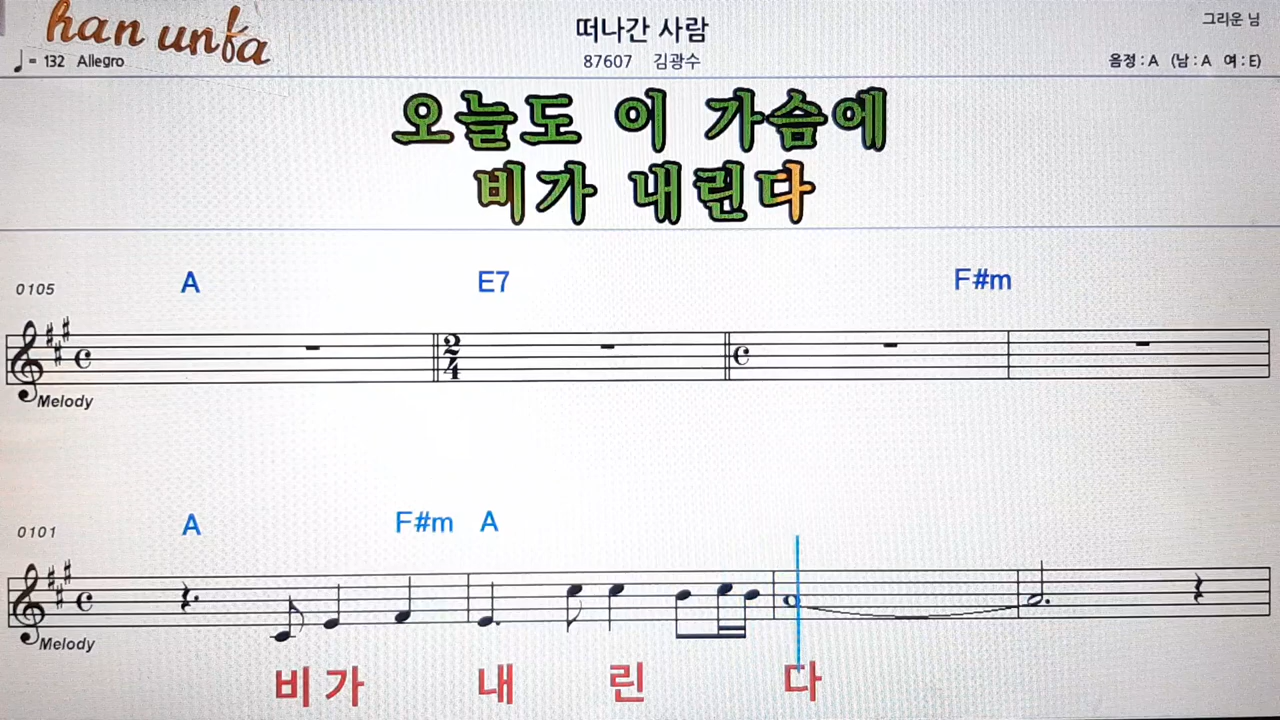 han unfa
떠나간 사람
그리운 님
♩ = 132 Allegro
87607 김광수
음정 : A (남 : A 여 : E)
오늘도 이 가슴에
비가 내린다
0105 A E7 F#m
2
4
Melody
0101 A F#m A
Melody
비 가 내 린 다